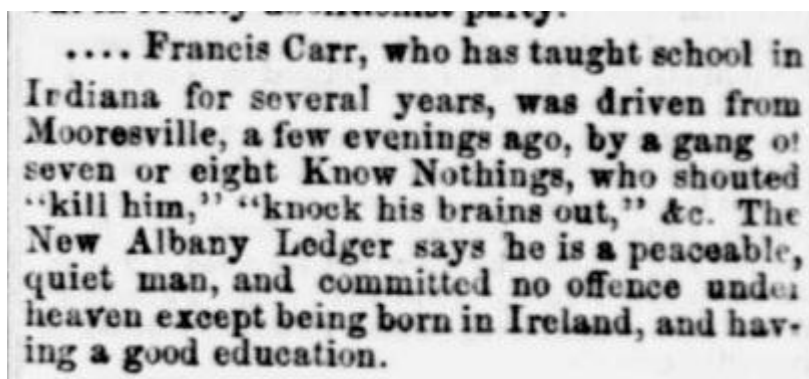 abolitionist party.
.... Francis Carr, who has taught school in
Indiana for several years, was driven from
Mooresville, a few evenings ago, by a gang of
seven or eight Know Nothings, who shouted
"kill him," "knock his brains out," &c. The
New Albany Ledger says he is a peaceable,
quiet man, and committed no offence under
heaven except being born in Ireland, and hav-
ing a good education.